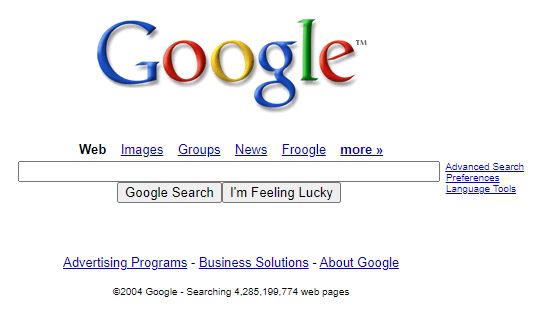 Google™
Web Images Groups News Froogle more »
Advanced Search
Preferences
Language Tools
Google Search I'm Feeling Lucky
Advertising Programs - Business Solutions - About Google
©2004 Google - Searching 4,285,199,774 web pages